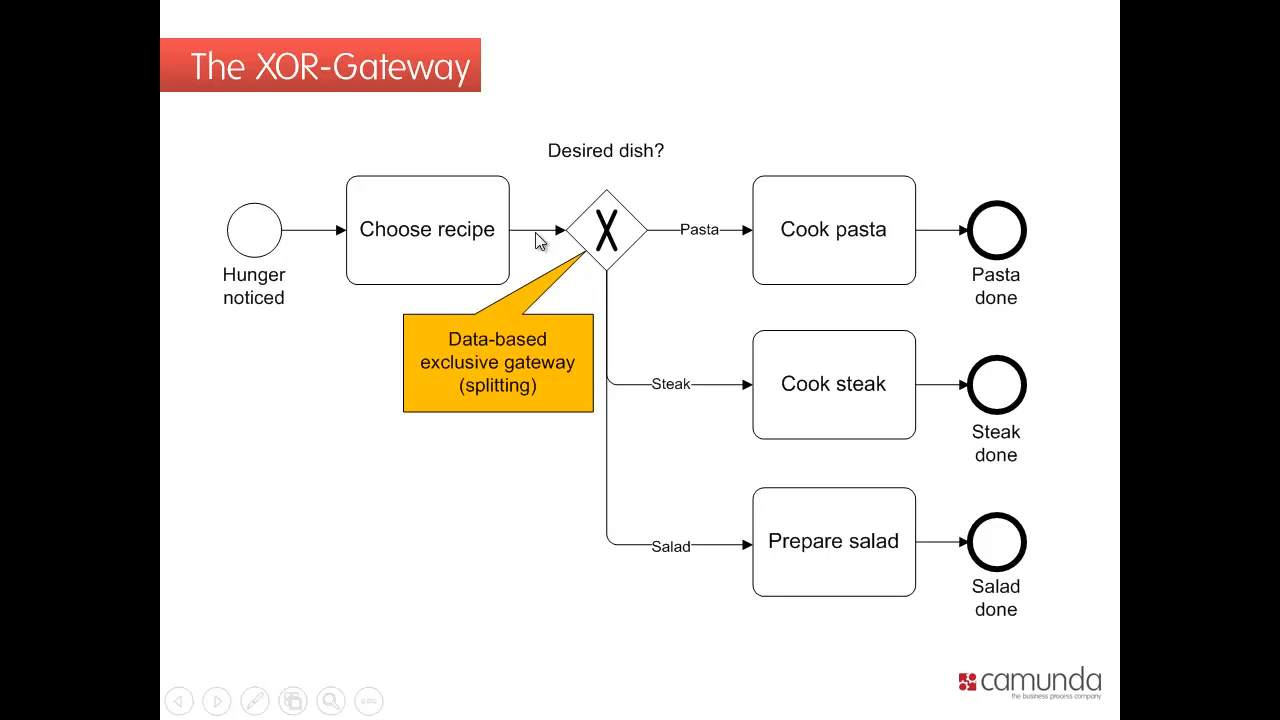 The XOR-Gateway
Desired dish?
Hunger
noticed
Choose recipe
X
Pasta
Cook pasta
Pasta
done
Data-based
exclusive gateway
(splitting)
Steak
Cook steak
Steak
done
Salad
Prepare salad
Salad
done
camunda
the business process company